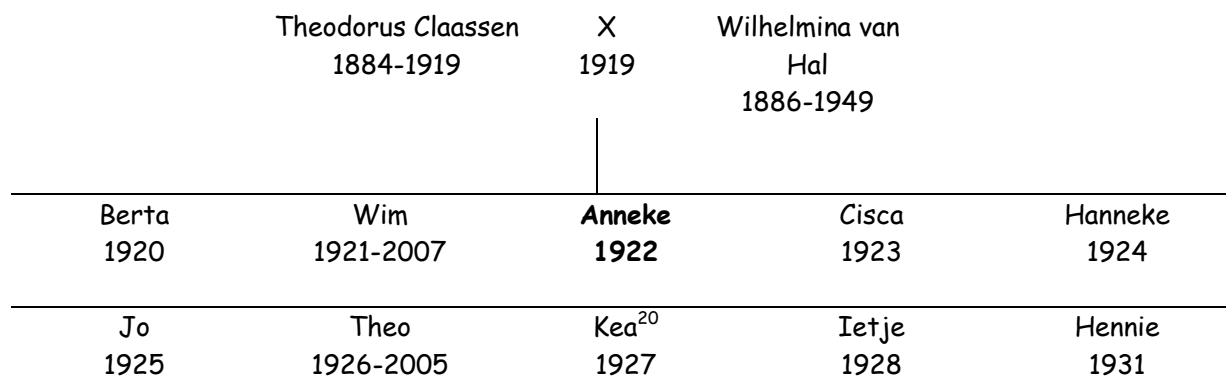 Theodorus Claassen X Wilhelmina van
1884-1919 1919 Hal
1886-1949
Berta Wim Anneke Cisca Hanneke
1920 1921-2007 1922 1923 1924
Jo Theo Kea20 Ietje Hennie
1925 1926-2005 1927 1928 1931